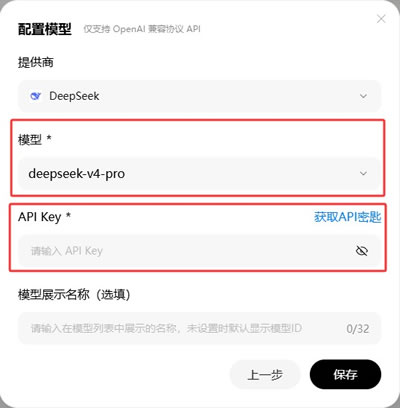 配置模型 仅支持 OpenAI 兼容协议 API
提供商
DeepSeek
模型 *
deepseek-v4-pro
API Key * 获取API密匙
请输入 API Key
模型展示名称（选填）
请输入在模型列表中展示的名称、未设置时默认显示模型ID 0/32
上一步 保存